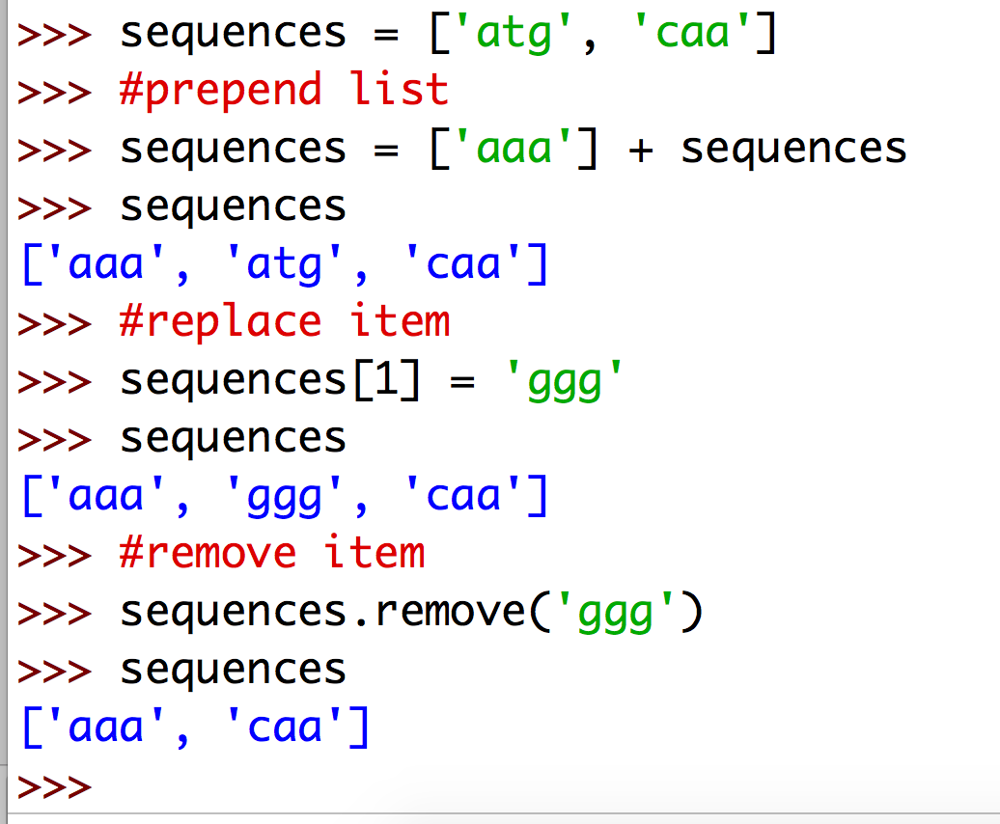 >>> sequences = ['atg', 'caa']
>>> #prepend list
>>> sequences = ['aaa'] + sequences
>>> sequences
['aaa', 'atg', 'caa']
>>> #replace item
>>> sequences[1] = 'ggg'
>>> sequences
['aaa', 'ggg', 'caa']
>>> #remove item
>>> sequences.remove('ggg')
>>> sequences
['aaa', 'caa']
>>>